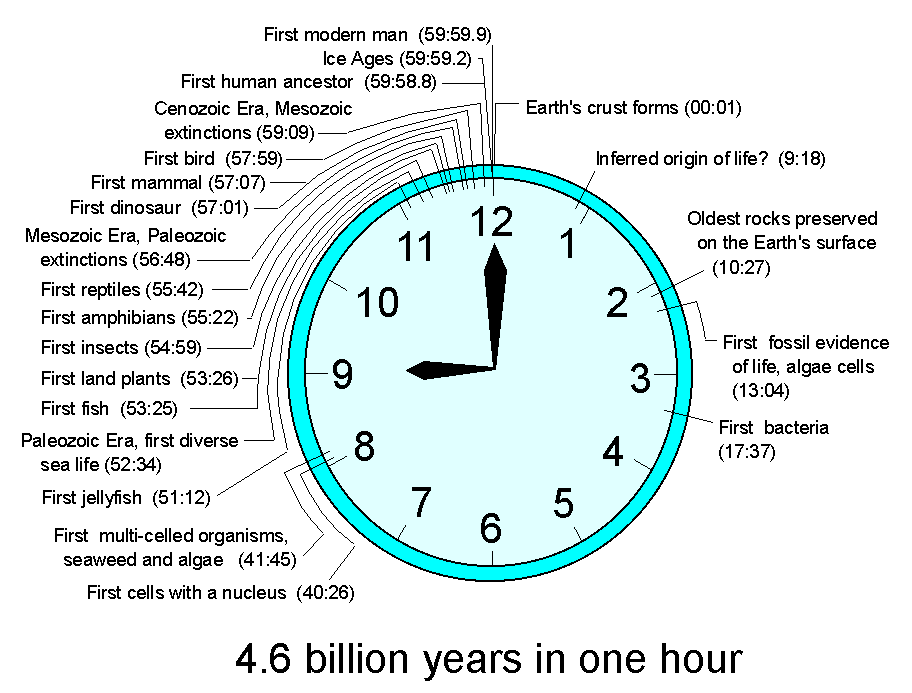 First modern man (59:59.9)
Ice Ages (59:59.2)
First human ancestor (59:58.8)
Cenozoic Era, Mesozoic
extinctions (59:09)
First bird (57:59)
First mammal (57:07)
First dinosaur (57:01)
Mesozoic Era, Paleozoic
extinctions (56:48)
First reptiles (55:42)
First amphibians (55:22)
First insects (54:59)
First land plants (53:26)
First fish (53:25)
Paleozoic Era, first diverse
sea life (52:34)
First jellyfish (51:12)
First multi-celled organisms,
seaweed and algae (41:45)
First cells with a nucleus (40:26)
Earth's crust forms (00:01)
Inferred origin of life? (9:18)
Oldest rocks preserved
on the Earth's surface
(10:27)
First fossil evidence
of life, algae cells
(13:04)
First bacteria
(17:37)
12
1
2
3
4
5
6
7
8
9
10
11
4.6 billion years in one hour